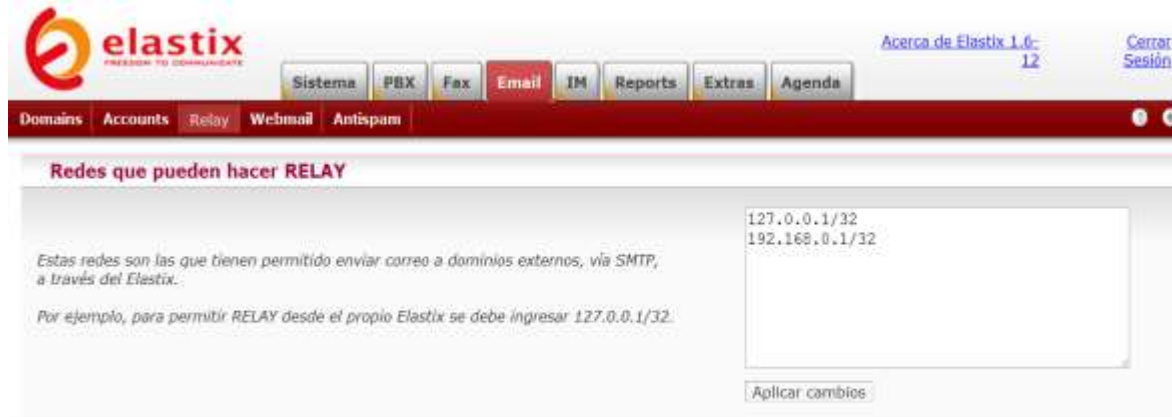 elastix
FREEDOM TO COMMUNICATE
Acerca de Elastix 1.6-
12
Cerrar
Sesión
Sistema PBX Fax Email IM Reports Extras Agenda
Domains Accounts Relay Webmail Antispam
Redes que pueden hacer RELAY
127.0.0.1/32
192.168.0.1/32
Estas redes son las que tienen permitido enviar correo a dominios externos, vía SMTP,
a través del Elastix.
Por ejemplo, para permitir RELAY desde el propio Elastix se debe ingresar 127.0.0.1/32.
Aplicar cambios